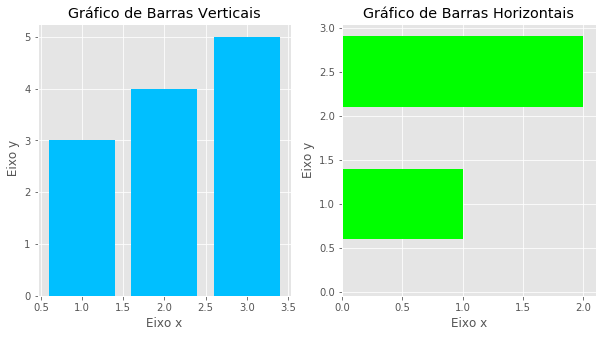 Gráfico de Barras Verticais
5
4
3
2
1
0
Eixo y
0.5 1.0 1.5 2.0 2.5 3.0 3.5
Eixo x
Gráfico de Barras Horizontais
3.0
2.5
2.0
1.5
1.0
0.5
0.0
Eixo y
0.0 0.5 1.0 1.5 2.0
Eixo x